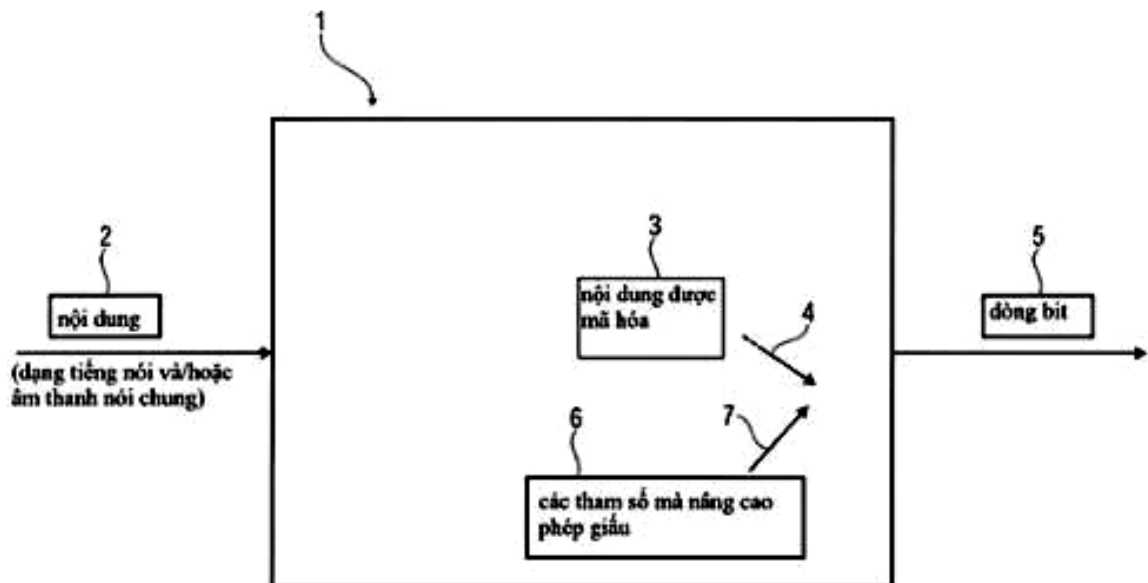 1
2
3
5
nội dung
nội dung được
mã hóa
4
dòng bit
(dạng tiếng nói và/hoặc
âm thanh nói chung)
6
7
các tham số mà nâng cao
phép giấu